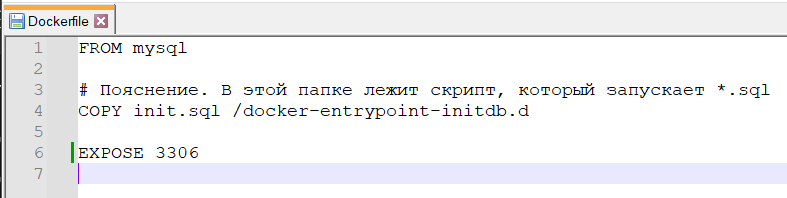 Dockerfile
1 FROM mysql
2
3 # Пояснение. В этой папке лежит скрипт, который запускает *.sql
4 COPY init.sql /docker-entrypoint-initdb.d
5
6 EXPOSE 3306
7